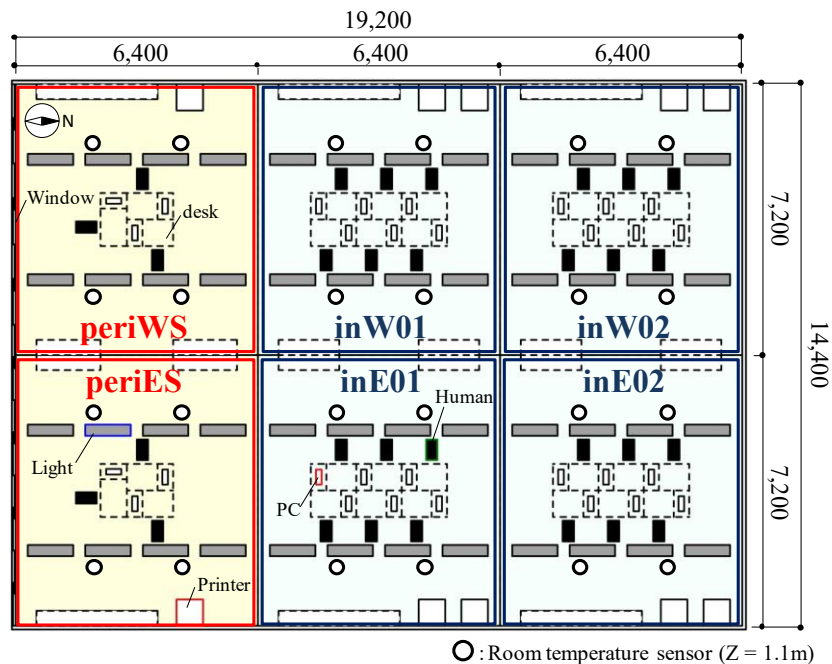 19,200
6,400 6,400 6,400
N
Window
desk
7,200
periWS inW01 inW02
14,400
periES inE01 inE02
Human
Light
PC
7,200
Printer
: Room temperature sensor (Z = 1.1m)